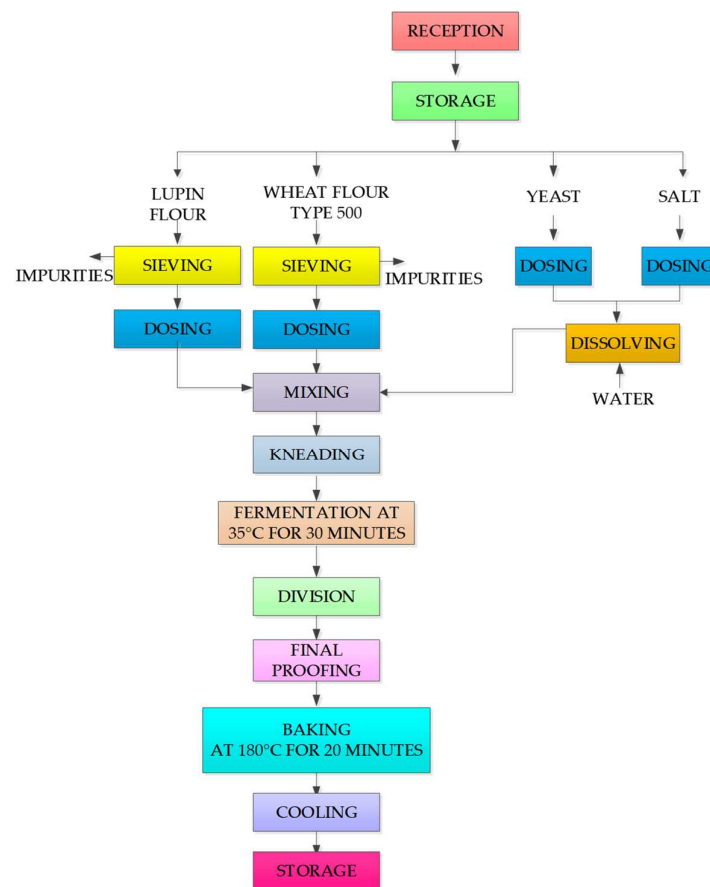 RECEPTION
STORAGE
LUPIN
FLOUR
WHEAT FLOUR
TYPE 500
YEAST
SALT
IMPURITIES
SIEVING
SIEVING
IMPURITIES
DOSING
DOSING
DOSING
DOSING
DISSOLVING
WATER
MIXING
KNEADING
FERMENTATION AT
35°C FOR 30 MINUTES
DIVISION
FINAL
PROOFING
BAKING
AT 180°C FOR 20 MINUTES
COOLING
STORAGE